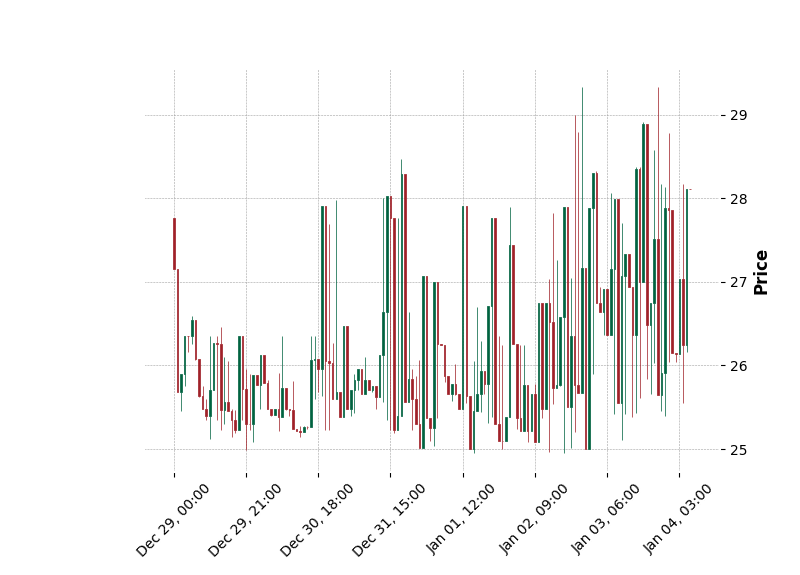 29
28
27
26
25
Price
Dec 29, 00:00
Dec 29, 21:00
Dec 30, 18:00
Dec 31, 15:00
Jan 01, 12:00
Jan 02, 09:00
Jan 03, 06:00
Jan 04, 03:00